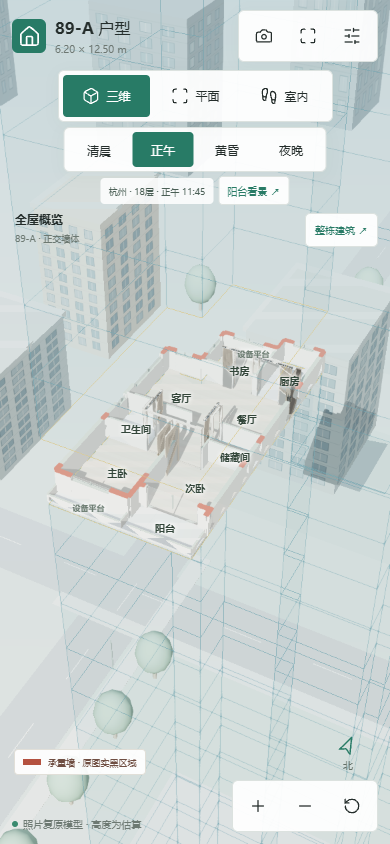 89-A 户型
6.20 × 12.50 m
三维
平面
室内
清晨
正午
黄昏
夜晚
杭州 · 18层 · 正午 11:45
阳台看景 ↗
全屋概览
89-A · 正交墙体
整栋建筑 ↗
设备平台
书房
厨房
客厅
餐厅
卫生间
储藏间
主卧
次卧
设备平台
阳台
承重墙 · 原图实黑区域
北
照片复原模型 · 高度为估算